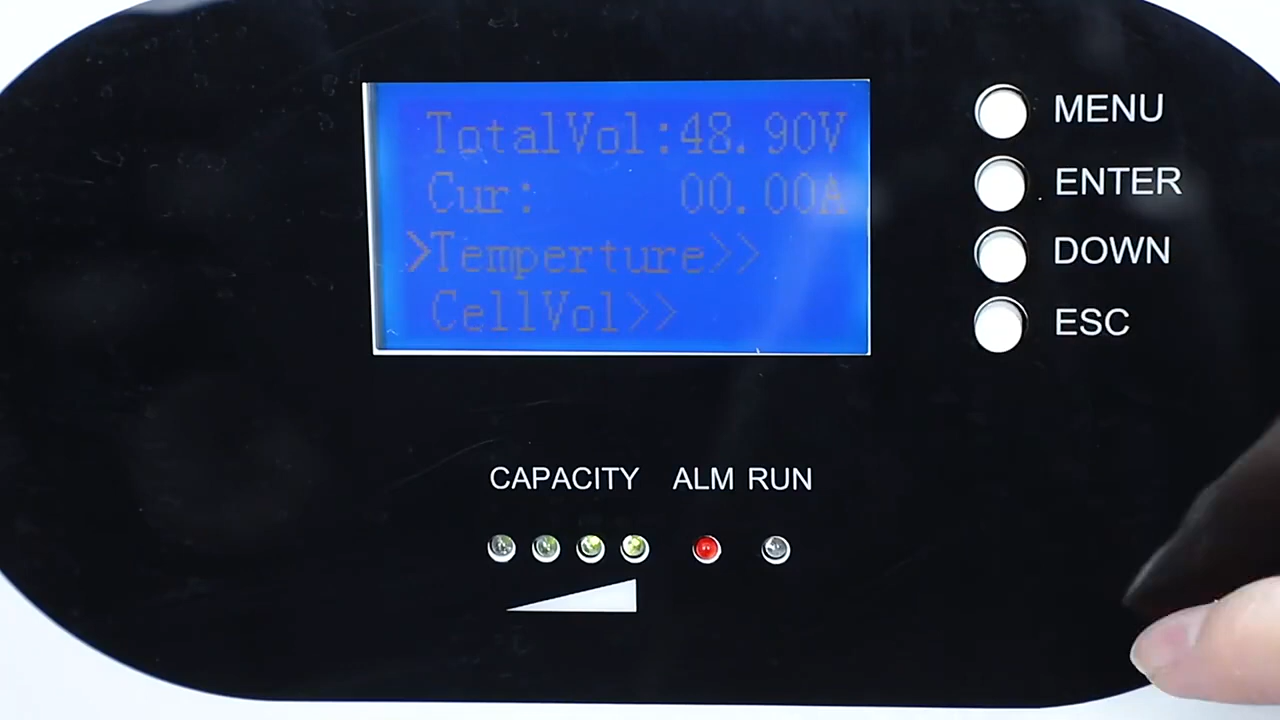 TotalVol:48.90V
Cur: 00.00A
>Temperture>>
CellVol>>
MENU
ENTER
DOWN
ESC
CAPACITY ALM RUN